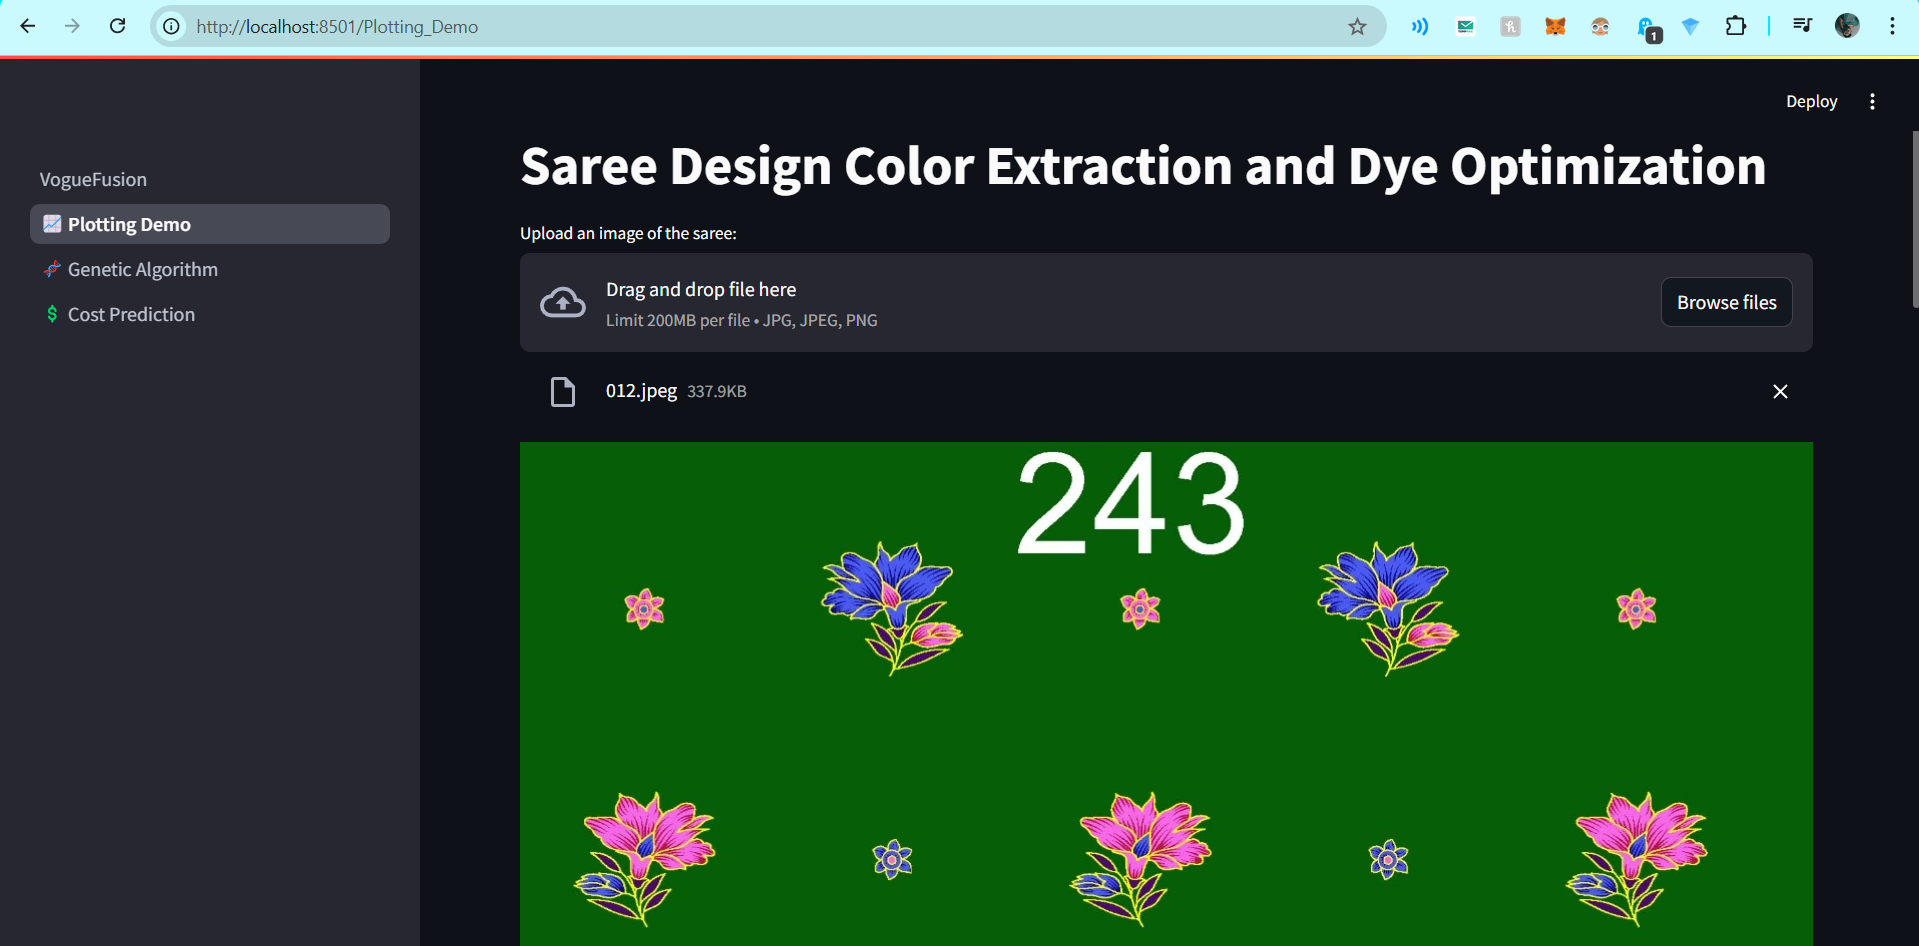 http://localhost:8501/Plotting_Demo
1
Deploy
VogueFusion
Plotting Demo
Genetic Algorithm
Cost Prediction
Saree Design Color Extraction and Dye Optimization
Upload an image of the saree:
Drag and drop file here
Limit 200MB per file • JPG, JPEG, PNG
Browse files
012.jpeg 337.9KB
243